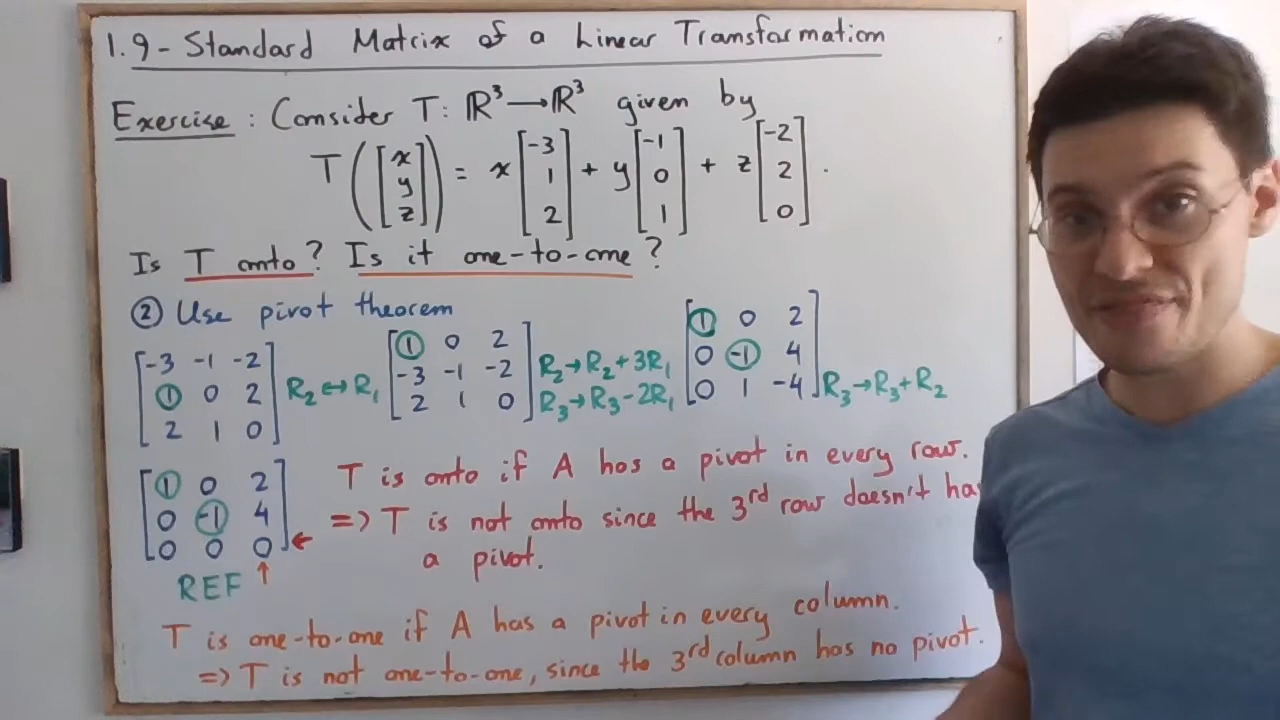 1.9 - Standard Matrix of a Linear Transformation
Exercise: Consider T: ℝ³ → ℝ³ given by
T([x y z]) = x[-3 1 2] + y[-1 0 1] + z[-2 2 0].
Is T onto? Is it one-to-one?
② Use pivot theorem
[-3 -1 -2
1 0 2
2 1 0]
R₂ ↔ R₁
[1 0 2
-3 -1 -2
2 1 0]
R₂ → R₂ + 3R₁
R₃ → R₃ - 2R₁
[1 0 2
0 -1 4
0 1 -4]
R₃ → R₃ + R₂
[1 0 2
0 -1 4
0 0 0] ←
↑
REF
T is onto if A has a pivot in every row.
=> T is not onto since the 3rd row doesn't
a pivot.
T is one-to-one if A has a pivot in every column.
=> T is not one-to-one, since the 3rd column has no pivot.